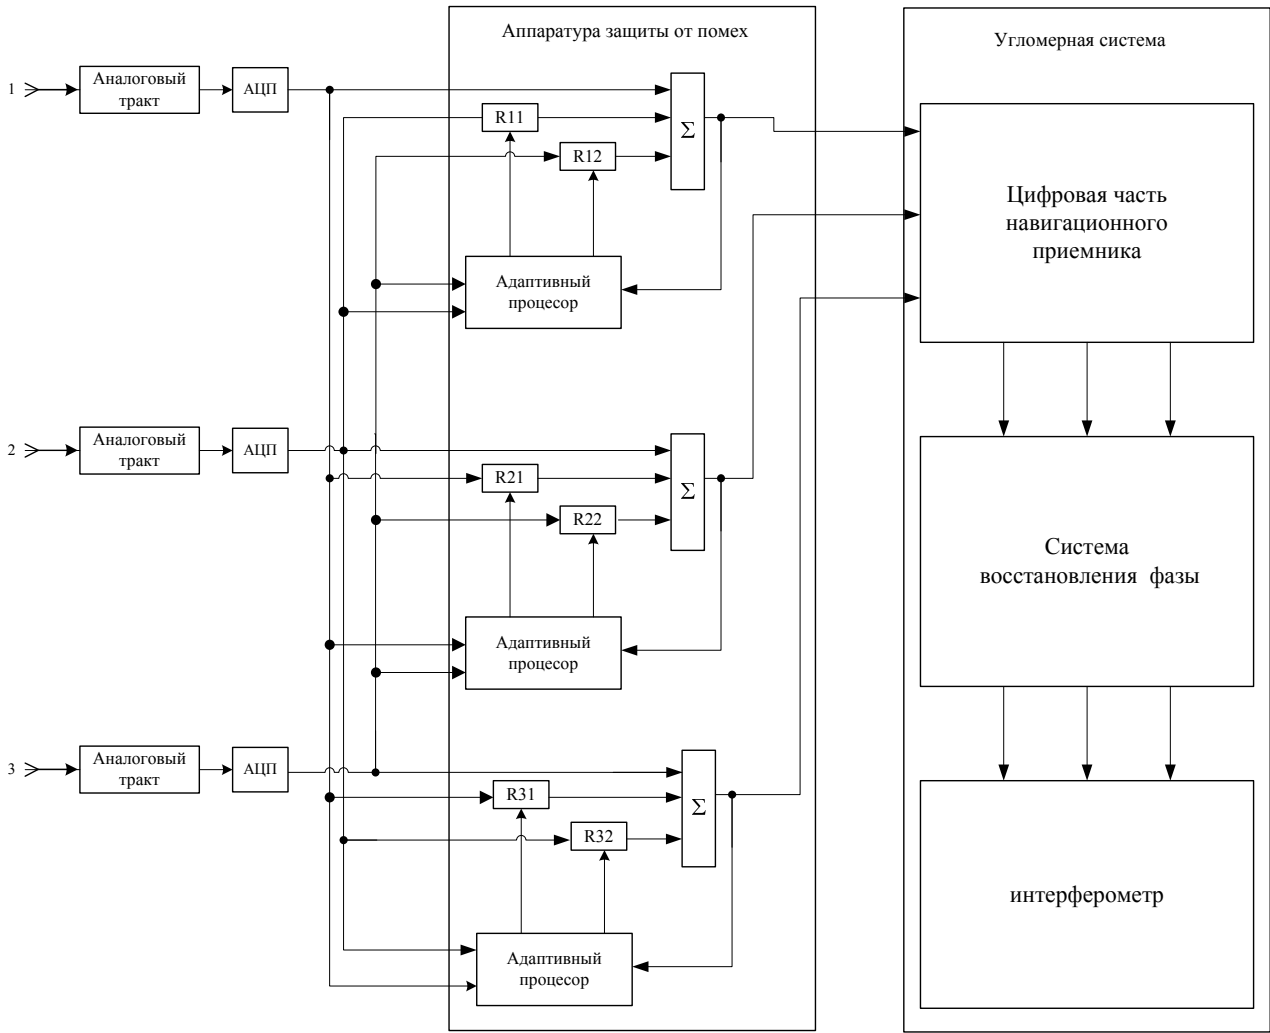 Аппаратура защиты от помех
Угломерная система
1
Аналоговый
тракт
АЦП
R11
R12
Σ
Адаптивный
процесор
Цифровая часть
навигационного
приемника
2
Аналоговый
тракт
АЦП
R21
R22
Σ
Адаптивный
процесор
Система
восстановления фазы
3
Аналоговый
тракт
АЦП
R31
R32
Σ
Адаптивный
процесор
интерферометр